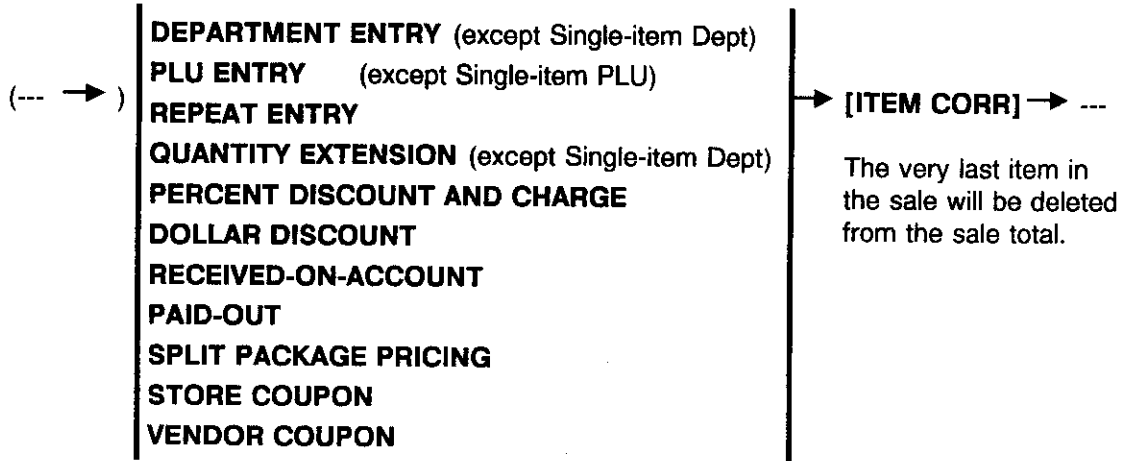 DEPARTMENT ENTRY (except Single-item Dept)
PLU ENTRY (except Single-item PLU)
(--- → )
REPEAT ENTRY
QUANTITY EXTENSION (except Single-item Dept)
PERCENT DISCOUNT AND CHARGE
DOLLAR DISCOUNT
RECEIVED-ON-ACCOUNT
PAID-OUT
SPLIT PACKAGE PRICING
STORE COUPON
VENDOR COUPON
→ [ITEM CORR] → ---
The very last item in
the sale will be deleted
from the sale total.